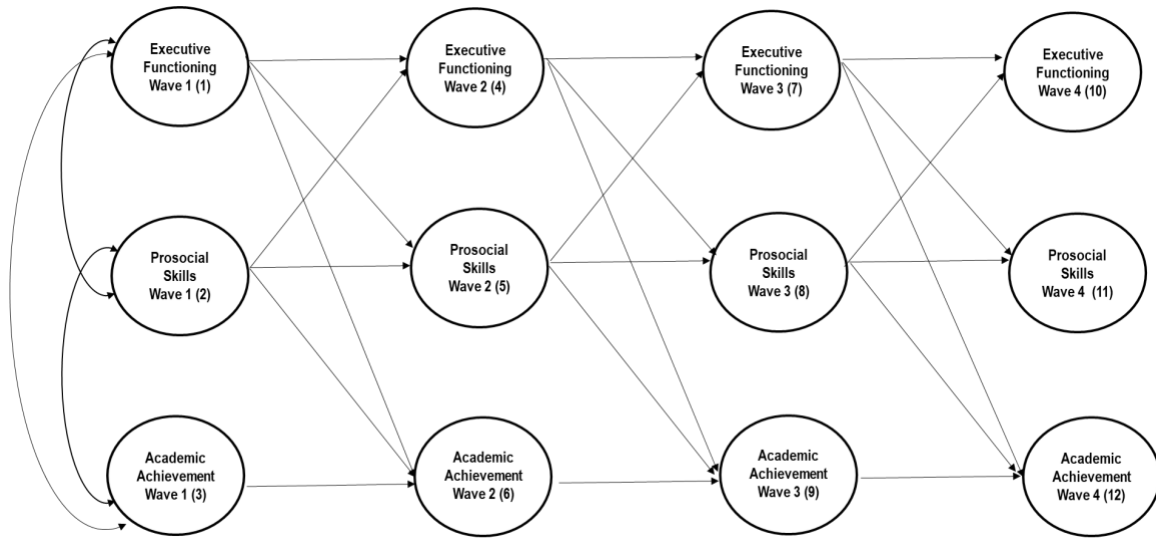 Executive
Functioning
Wave 1 (1)
Executive
Functioning
Wave 2 (4)
Executive
Functioning
Wave 3 (7)
Executive
Functioning
Wave 4 (10)
Prosocial
Skills
Wave 1 (2)
Prosocial
Skills
Wave 2 (5)
Prosocial
Skills
Wave 3 (8)
Prosocial
Skills
Wave 4 (11)
Academic
Achievement
Wave 1 (3)
Academic
Achievement
Wave 2 (6)
Academic
Achievement
Wave 3 (9)
Academic
Achievement
Wave 4 (12)